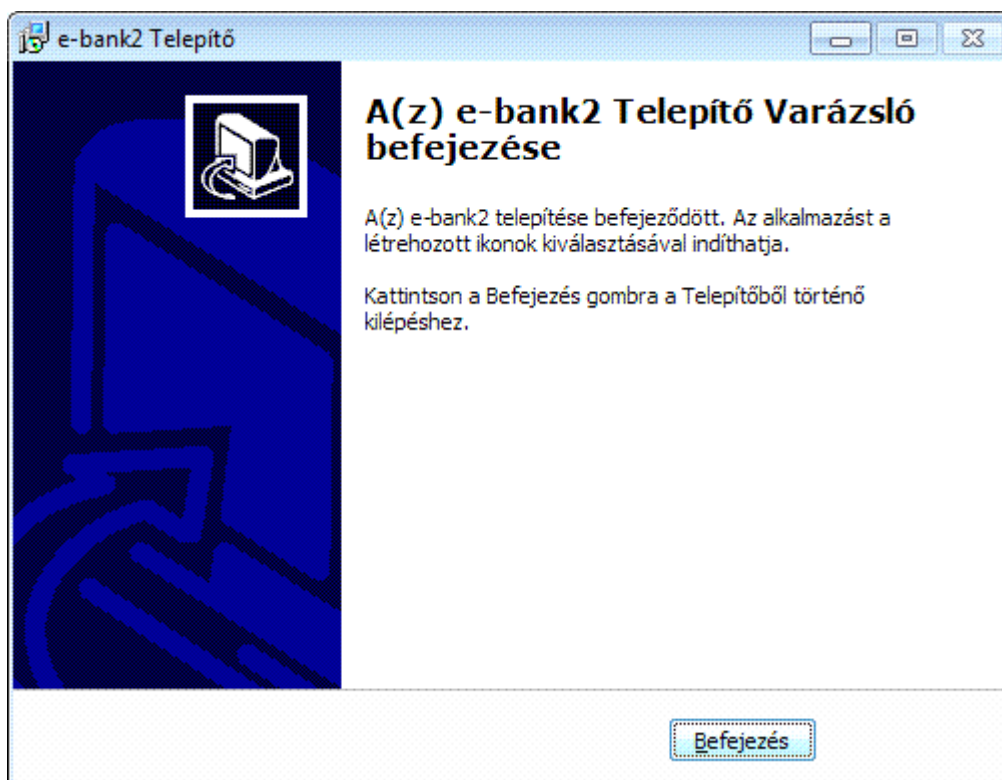 e-bank2 Telepítő
A(z) e-bank2 Telepítő Varázsló
befejezése
A(z) e-bank2 telepítése befejeződött. Az alkalmazást a
létrehozott ikonok kiválasztásával indíthatja.
Kattintson a Befejezés gombra a Telepítőből történő
kilépéshez.
Befejezés